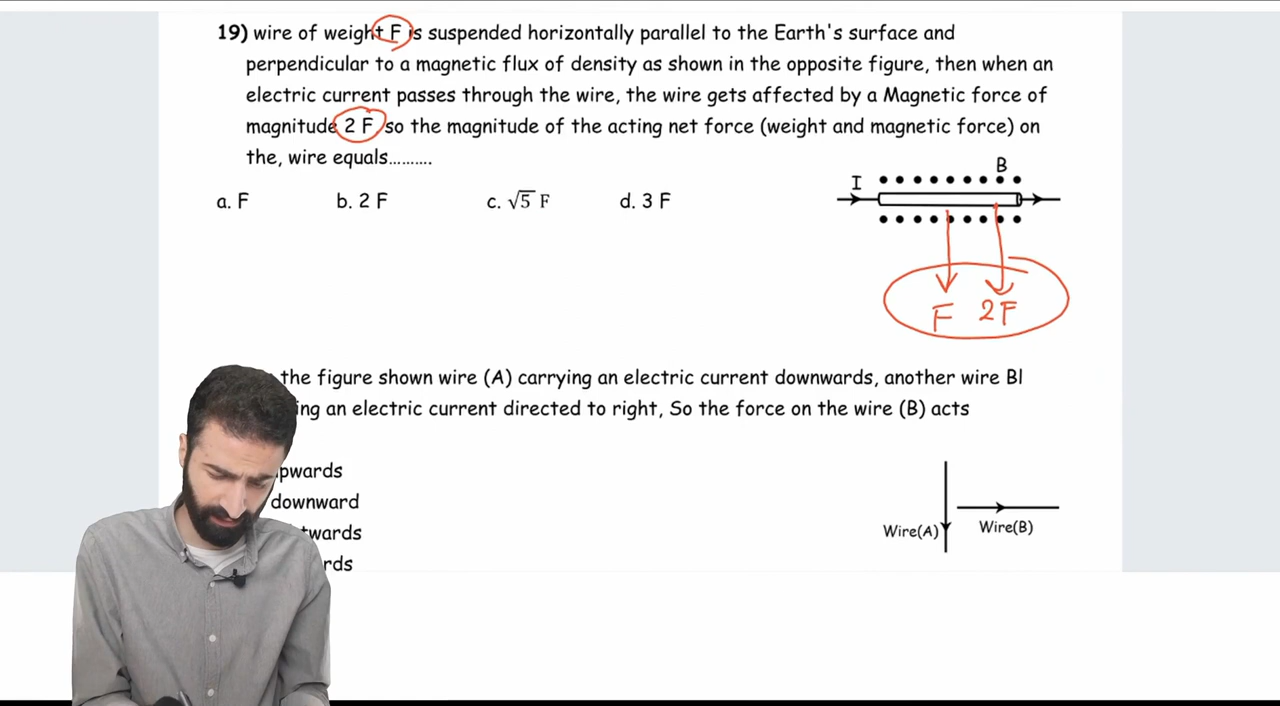 19) wire of weight F is suspended horizontally parallel to the Earth's surface and
perpendicular to a magnetic flux of density as shown in the opposite figure, then when an
electric current passes through the wire, the wire gets affected by a Magnetic force of
magnitude 2 F so the magnitude of the acting net force (weight and magnetic force) on
the, wire equals..........
a. F b. 2 F c. √5 F d. 3 F
I B
F 2F
the figure shown wire (A) carrying an electric current downwards, another wire Bl
ing an electric current directed to right, So the force on the wire (B) acts
pwards
downward
twards
rds
Wire(A) Wire(B)